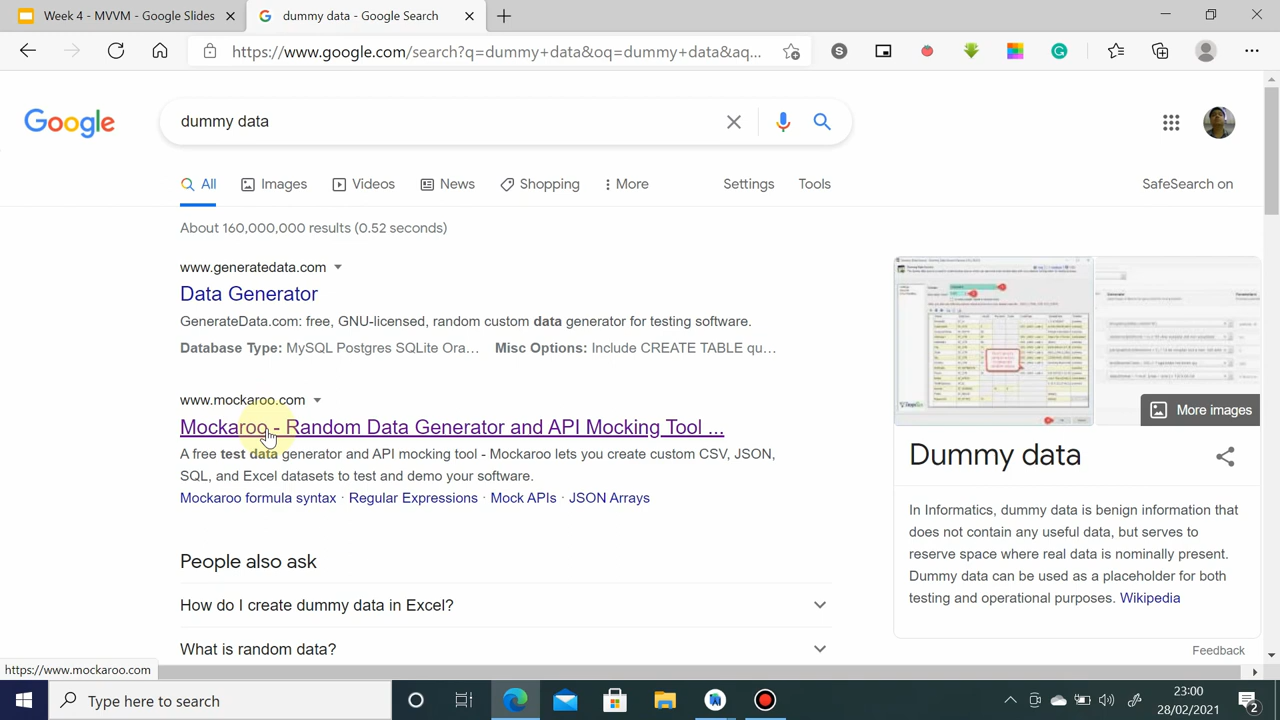 Week 4 - MVVM - Google Slides
dummy data - Google Search
https://www.google.com/search?q=dummy+data&oq=dummy+data&aq...
Google
dummy data
All
Images
Videos
News
Shopping
More
Settings
Tools
SafeSearch on
About 160,000,000 results (0.52 seconds)
www.generatedata.com
Data Generator
GenerateData.com: free, GNU-licensed, random custom data generator for testing software.
Database Type: MySQL Postgres SQLite Ora... Misc Options: Include CREATE TABLE qu...
www.mockaroo.com
Mockaroo - Random Data Generator and API Mocking Tool ...
A free test data generator and API mocking tool - Mockaroo lets you create custom CSV, JSON,
SQL, and Excel datasets to test and demo your software.
Mockaroo formula syntax · Regular Expressions · Mock APIs · JSON Arrays
People also ask
How do I create dummy data in Excel?
What is random data?
More images
Dummy data
In Informatics, dummy data is benign information that
does not contain any useful data, but serves to
reserve space where real data is nominally present.
Dummy data can be used as a placeholder for both
testing and operational purposes. Wikipedia
Feedback
https://www.mockaroo.com
Type here to search
23:00
28/02/2021
2